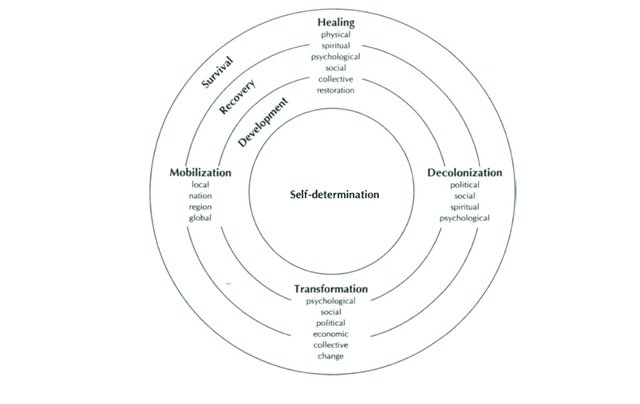 Healing
physical
spiritual
psychological
social
collective
restoration
Survival
Recovery
Development
Mobilization
local
nation
region
global
Self-determination
Decolonization
political
social
spiritual
psychological
Transformation
psychological
social
political
economic
collective
change